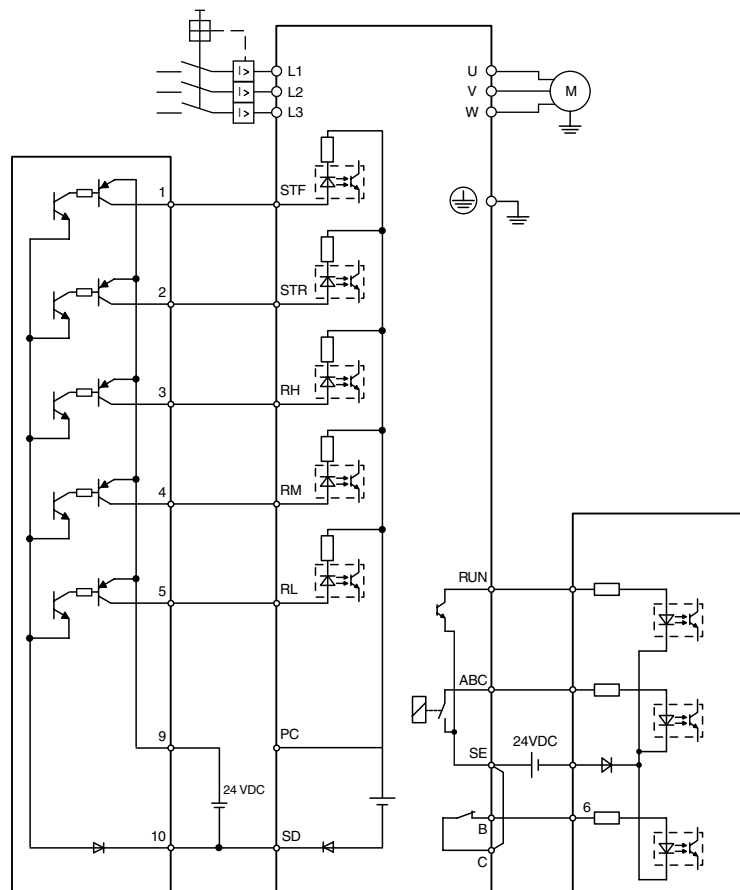 L1
L2
L3
U
V
W
M
1
STF
2
STR
3
RH
4
RM
5
RL
RUN
ABC
9
PC
SE
24VDC
24 VDC
10
SD
B
6
C
I>
I>
I>